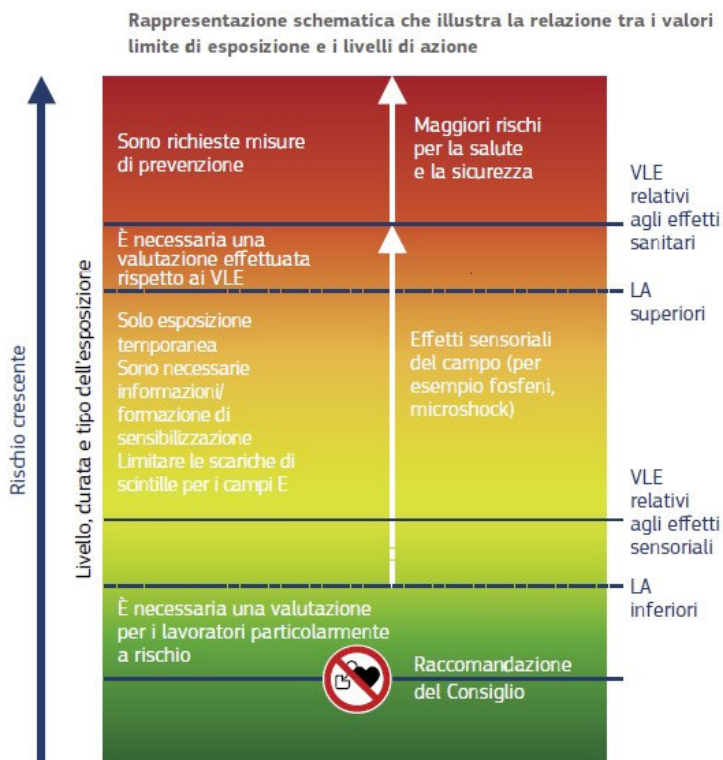 Rappresentazione schematica che illustra la relazione tra i valori
limite di esposizione e i livelli di azione
Rischio crescente
Livello, durata e tipo dell'esposizione
Sono richieste misure
di prevenzione
Maggiori rischi
per la salute
e la sicurezza
VLE
relativi
agli effetti
sanitari
È necessaria una
valutazione effettuata
rispetto ai VLE
LA
superiori
Solo esposizione
temporanea
Sono necessarie
informazioni/
formazione di
sensibilizzazione
Limitare le scariche di
scintille per i campi E
Effetti sensoriali
del campo (per
esempio fosfeni,
microshock)
VLE
relativi
agli effetti
sensoriali
LA
inferiori
È necessaria una valutazione
per i lavoratori particolarmente
a rischio
Raccomandazione
del Consiglio